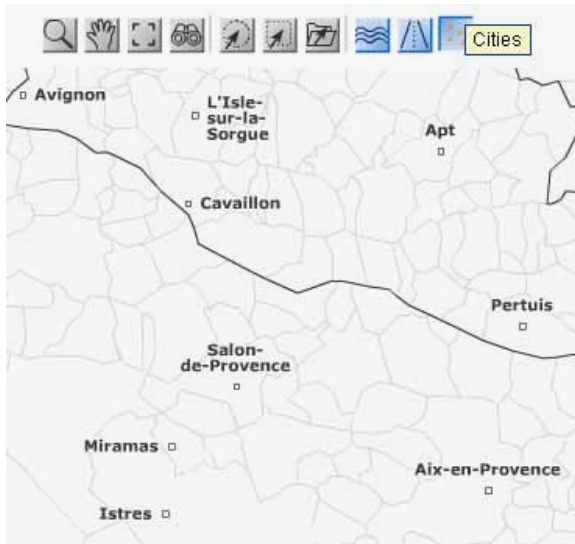 Cities
Avignon
L'Isle-
sur-la-
Sorgue
Apt
Cavaillon
Pertuis
Salon-
de-Provence
Miramas
Aix-en-Provence
Istres